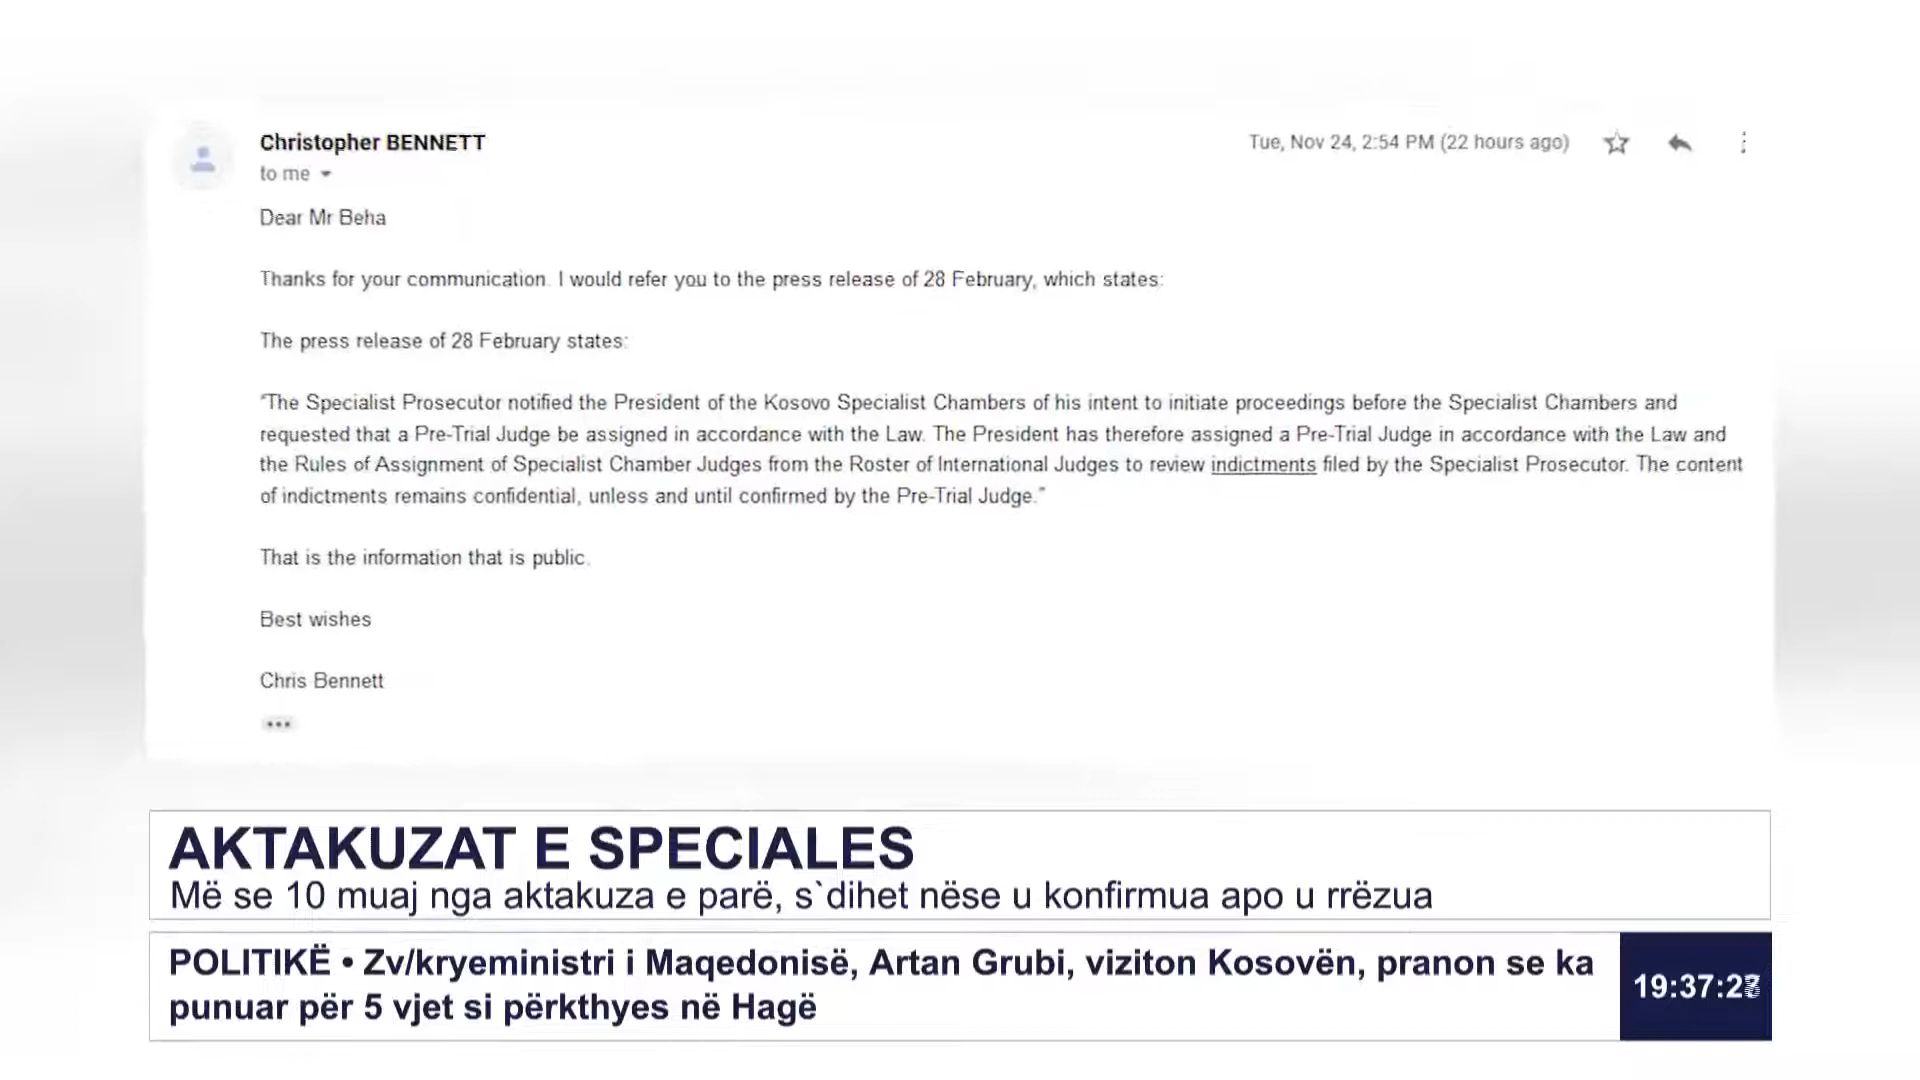 Christopher BENNETT
Tue, Nov 24, 2:54 PM (22 hours ago)
to me
Dear Mr Beha
Thanks for your communication. I would refer you to the press release of 28 February, which states:
The press release of 28 February states:
"The Specialist Prosecutor notified the President of the Kosovo Specialist Chambers of his intent to initiate proceedings before the Specialist Chambers and
requested that a Pre-Trial Judge be assigned in accordance with the Law. The President has therefore assigned a Pre-Trial Judge in accordance with the Law and
the Rules of Assignment of Specialist Chamber Judges from the Roster of International Judges to review indictments filed by the Specialist Prosecutor. The content
of indictments remains confidential, unless and until confirmed by the Pre-Trial Judge."
That is the information that is public.
Best wishes
Chris Bennett
AKTAKUZAT E SPECIALES
Më se 10 muaj nga aktakuza e parë, s`dihet nëse u konfirmua apo u rrëzua
POLITIKË • Zv/kryeministri i Maqedonisë, Artan Grubi, viziton Kosovën, pranon se ka
punuar për 5 vjet si përkthyes në Hagë